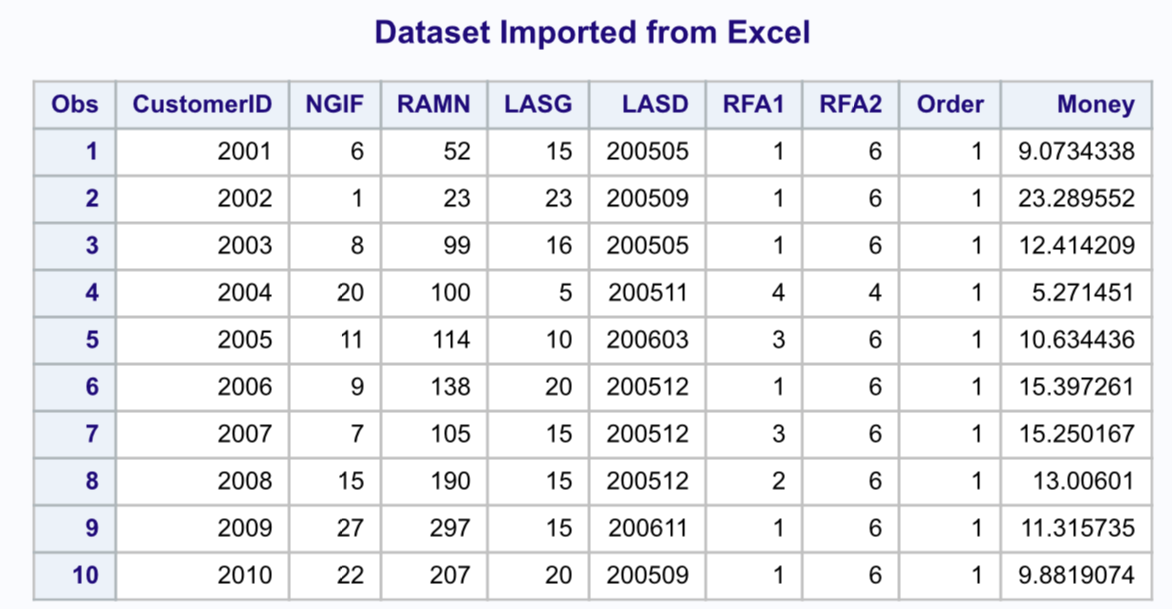 Dataset Imported from Excel
Obs CustomerID NGIF RAMN LASG LASD RFA1 RFA2 Order Money
1 2001 6 52 15 200505 1 6 1 9.0734338
2 2002 1 23 23 200509 1 6 1 23.289552
3 2003 8 99 16 200505 1 6 1 12.414209
4 2004 20 100 5 200511 4 4 1 5.271451
5 2005 11 114 10 200603 3 6 1 10.634436
6 2006 9 138 20 200512 1 6 1 15.397261
7 2007 7 105 15 200512 3 6 1 15.250167
8 2008 15 190 15 200512 2 6 1 13.00601
9 2009 27 297 15 200611 1 6 1 11.315735
10 2010 22 207 20 200509 1 6 1 9.8819074